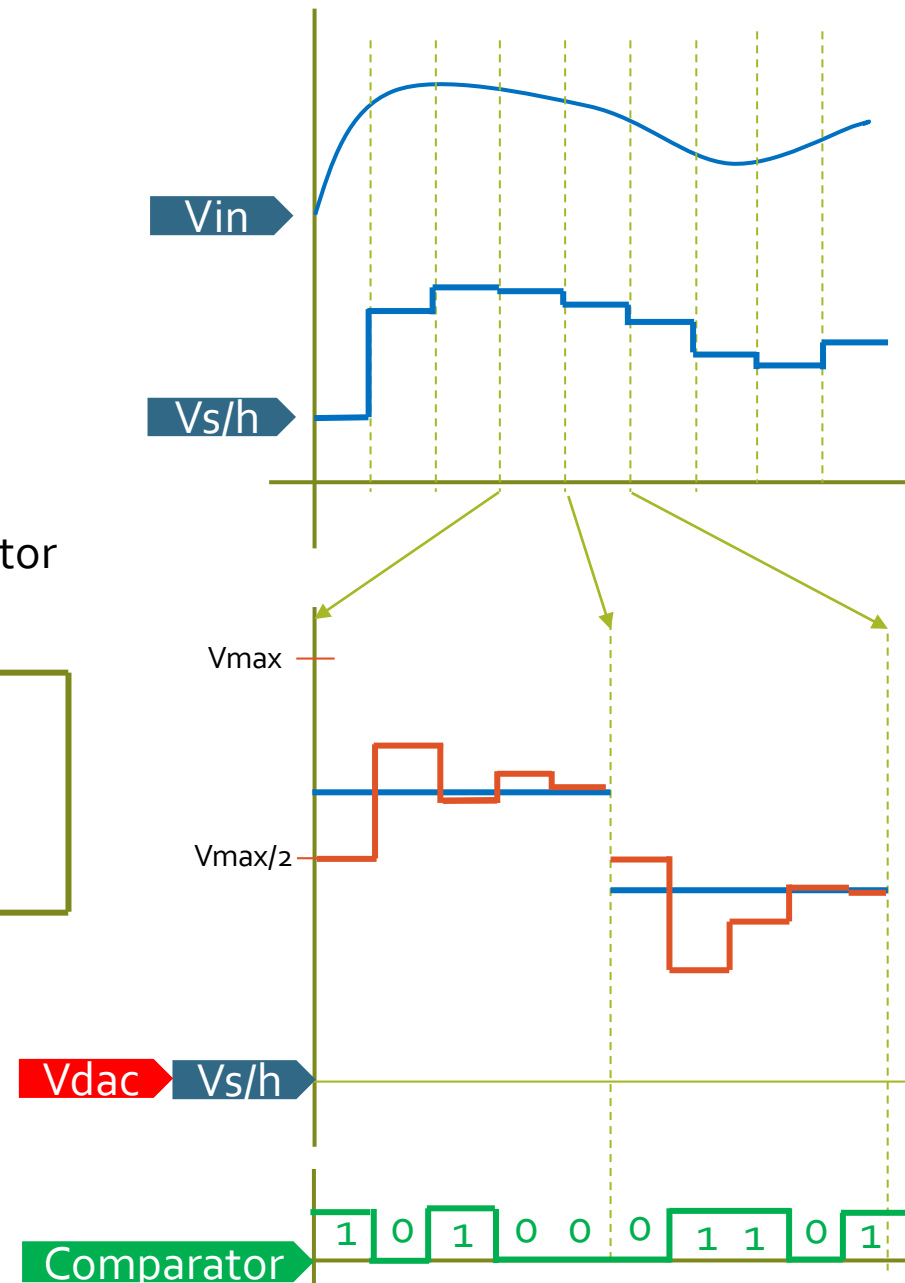 Vin
Vs/h
tor
Vmax
Vmax/2
Vdac Vs/h
1 0 1 0 0 0 1 1 0 1
Comparator